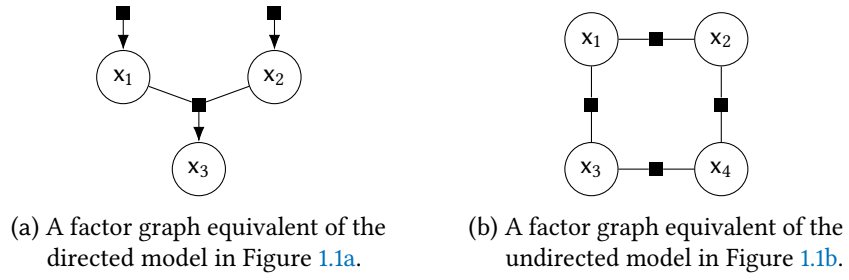 x₁ x₂
x₃
x₁ x₂
x₃ x₄
(a) A factor graph equivalent of the
directed model in Figure 1.1a.
(b) A factor graph equivalent of the
undirected model in Figure 1.1b.